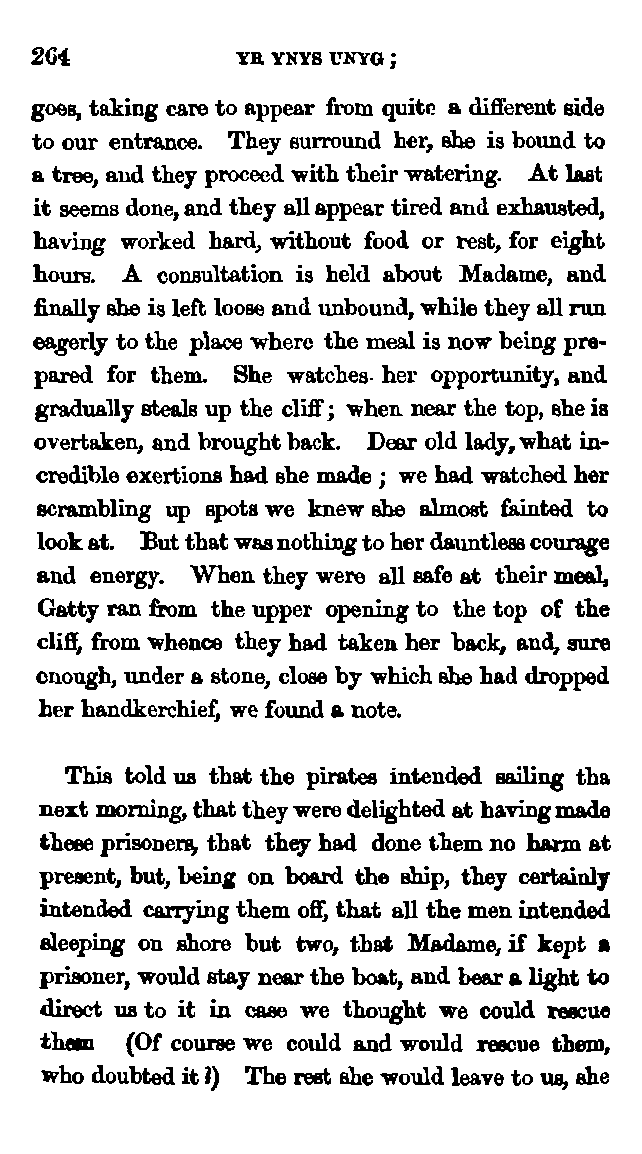 264 YR YNYS UNYG ;
goes, taking care to appear from quite a different side
to our entrance. They surround her, she is bound to
a tree, and they proceed with their watering. At last
it seems done, and they all appear tired and exhausted,
having worked hard, without food or rest, for eight
hours. A consultation is held about Madame, and
finally she is left loose and unbound, while they all run
eagerly to the place where the meal is now being pre-
pared for them. She watches her opportunity, and
gradually steals up the cliff ; when near the top, she is
overtaken, and brought back. Dear old lady, what in-
credible exertions had she made ; we had watched her
scrambling up spots we knew she almost fainted to
look at. But that was nothing to her dauntless courage
and energy. When they were all safe at their meal,
Gatty ran from the upper opening to the top of the
cliff, from whence they had taken her back, and, sure
enough, under a stone, close by which she had dropped
her handkerchief, we found a note.
This told us that the pirates intended sailing tha
next morning, that they were delighted at having made
these prisoners, that they had done them no harm at
present, but, being on board the ship, they certainly
intended carrying them off, that all the men intended
sleeping on shore but two, that Madame, if kept a
prisoner, would stay near the boat, and bear a light to
direct us to it in case we thought we could rescue
them (Of course we could and would rescue them,
who doubted it ?) The rest she would leave to us, she